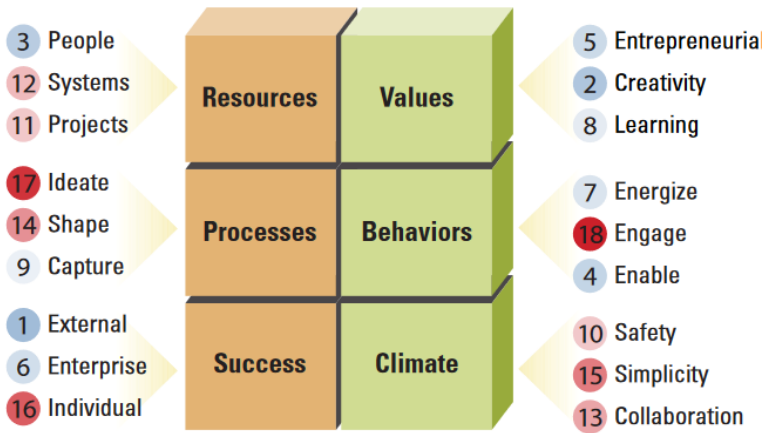 3 People
12 Systems
11 Projects
Resources
Values
5 Entrepreneurial
2 Creativity
8 Learning
17 Ideate
14 Shape
9 Capture
Processes
Behaviors
7 Energize
18 Engage
4 Enable
1 External
6 Enterprise
16 Individual
Success
Climate
10 Safety
15 Simplicity
13 Collaboration